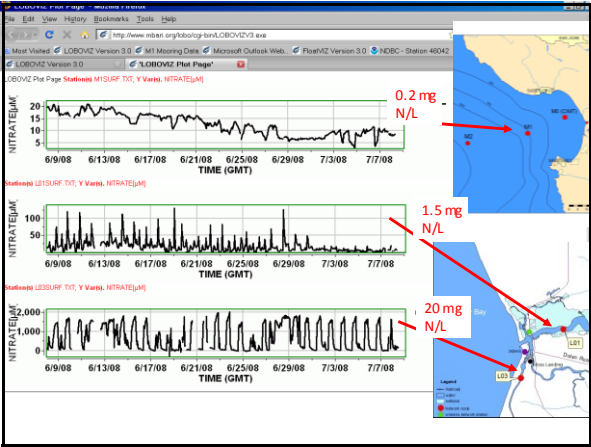 LOBOVIZ Plot Page - Mozilla Firefox
File Edit View History Bookmarks Tools Help
http://www.mbari.org/lobo/cgi-bin/LOBOVIZV3.exe
Most Visited LOBOVIZ Version 3.0 M1 Mooring Date Microsoft Outlook Web... FloatVIZ Version 3.0 NDBC - Station 46042
LOBOVIZ Version 3.0 "LOBOVIZ Plot Page"
LOBOVIZ Plot Page Station(s) M1SURF.TXT; Y Var(s). NITRATE[µM]
0.2 mg
N/L
NITRATE[µM]
20
15
10
5
6/9/08 6/13/08 6/17/08 6/21/08 6/25/08 6/29/08 7/3/08 7/7/08
TIME (GMT)
M0 (CIMT)
M1
M2
Station(s) L01SURF.TXT; Y Var(s). NITRATE[µM]
1.5 mg
N/L
NITRATE[µM]
100
50
6/9/08 6/13/08 6/17/08 6/21/08 6/25/08 6/29/08 7/3/08 7/7/08
TIME (GMT)
Station(s) L03SURF.TXT; Y Var(s). NITRATE[µM]
20 mg
N/L
NITRATE[µM]
2,000
1,000
0
6/9/08 6/13/08 6/17/08 6/21/08 6/25/08 6/29/08 7/3/08 7/7/08
TIME (GMT)
Bay
L01
Moss Landing
L03
Legend